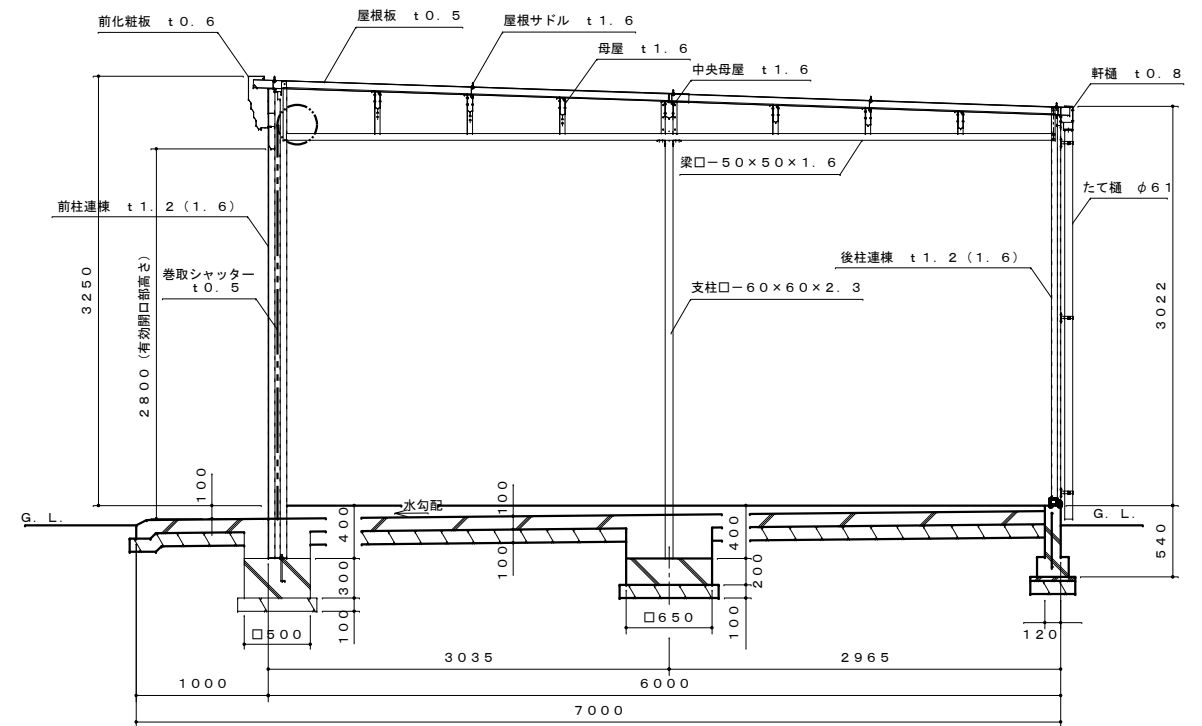 前化粧板 ｔ０．６
屋根板 ｔ０．５
屋根サドル ｔ１．６
母屋 ｔ１．６
中央母屋 ｔ１．６
軒樋 ｔ０．８
梁口－５０×５０×１．６
たて樋 φ６１
前柱連棟 ｔ１．２（１．６）
後柱連棟 ｔ１．２（１．６）
巻取シャッター
ｔ０．５
支柱口－６０×６０×２．３
３２５０
２８００（有効開口部高さ）
３０２２
１００
水勾配
Ｇ．Ｌ．
４００
１００
４００
Ｇ．Ｌ．
５４０
１００
３００
２００
１００
１００
□５００
□６５０
１２０
３０３５
２９６５
１０００
６０００
７０００